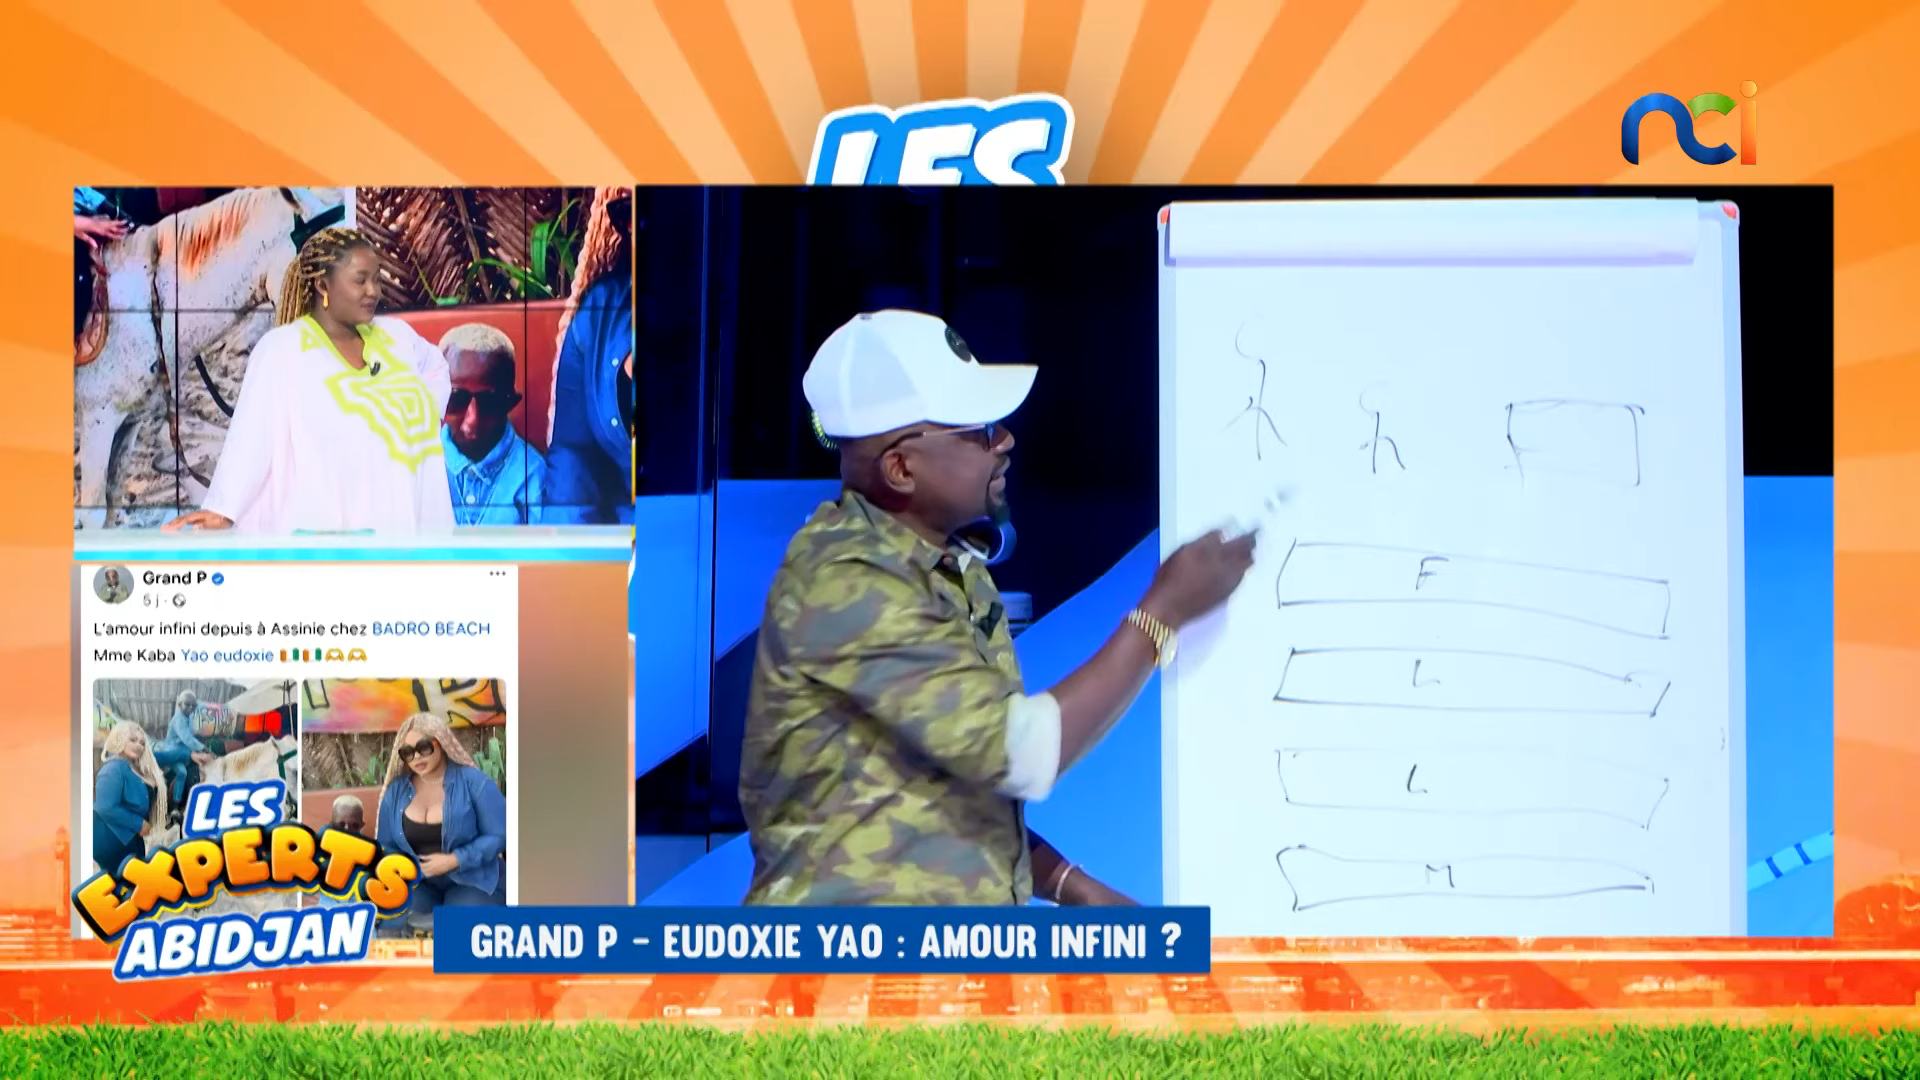 LES
nci
Grand P
5 j
L'amour infini depuis à Assinie chez BADRO BEACH
Mme Kaba Yao eudoxie
F
L
L
M
LES
EXPERTS
ABIDJAN
GRAND P - EUDOXIE YAO : AMOUR INFINI ?